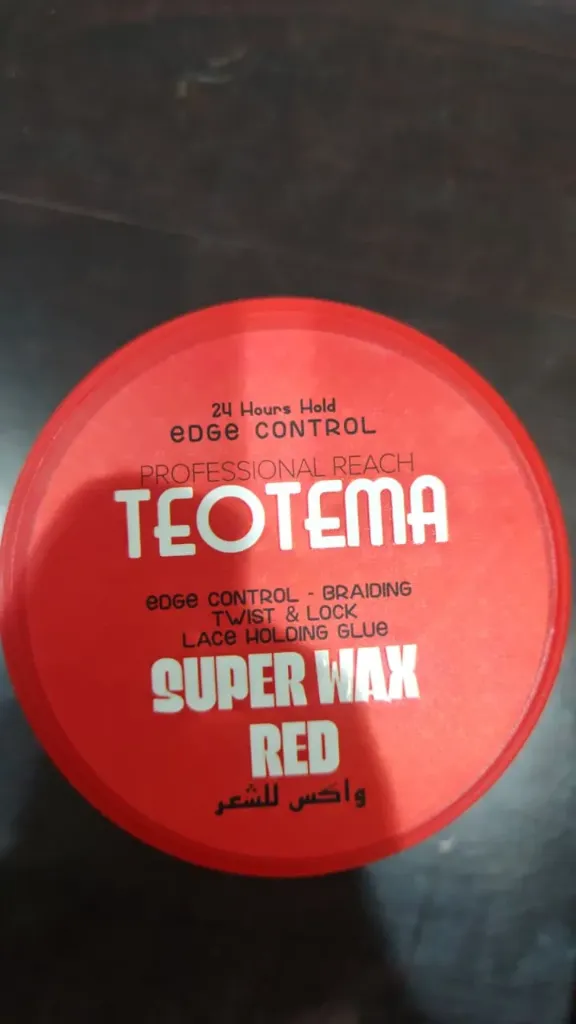 24 Hours Hold
eDGe CONTROL
PROFESSIONAL REACH
TEOTEMA
eDGe CONTROL - BRAIDING
TWIST & LOCK
LACe HOLDING GLUe
SUPER WAX
RED
واكس للشعر